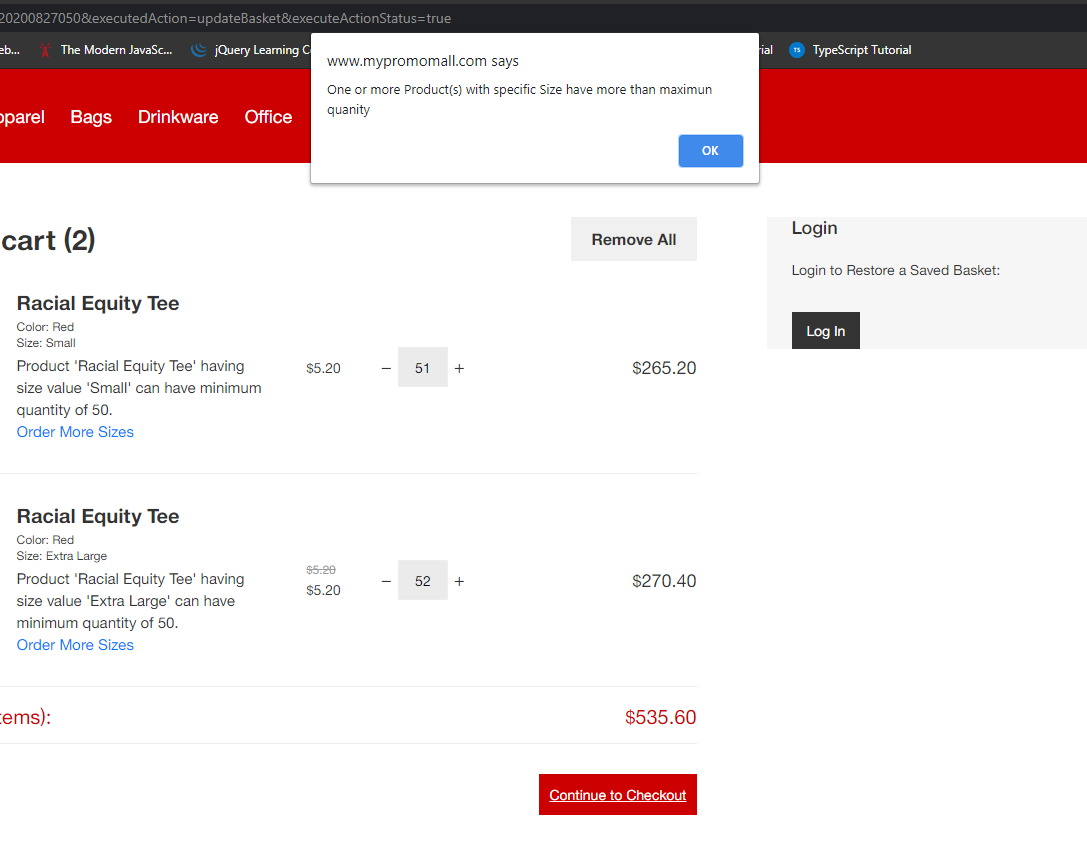 20200827050&executedAction=updateBasket&executeActionStatus=true
eb... The Modern JavaSc... jQuery Learning C ial TS TypeScript Tutorial
www.mypromomall.com says
One or more Product(s) with specific Size have more than maximun
quanity
OK
pparel Bags Drinkware Office
cart (2)
Remove All
Login
Login to Restore a Saved Basket:
Log In
Racial Equity Tee
Color: Red
Size: Small
Product 'Racial Equity Tee' having
size value 'Small' can have minimum
quantity of 50.
Order More Sizes
$5.20 − 51 + $265.20
Racial Equity Tee
Color: Red
Size: Extra Large
Product 'Racial Equity Tee' having
size value 'Extra Large' can have
minimum quantity of 50.
Order More Sizes
$5.20
$5.20 − 52 + $270.40
tems): $535.60
Continue to Checkout